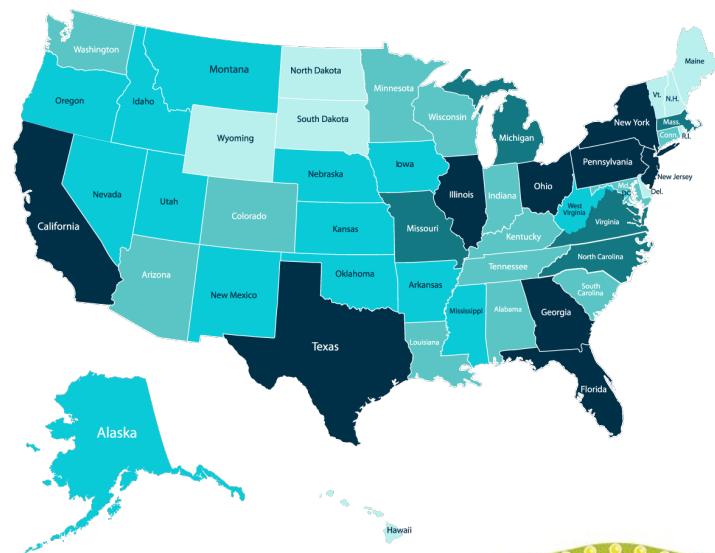 Washington
Oregon
Idaho
Montana
North Dakota
South Dakota
Wyoming
Minnesota
Wisconsin
Michigan
Maine
Vt.
N.H.
Mass.
Conn.
R.I.
New York
Pennsylvania
New Jersey
Del.
Md.
DC
California
Nevada
Utah
Colorado
Nebraska
Iowa
Illinois
Indiana
Ohio
West
Virginia
Virginia
Kansas
Missouri
Kentucky
North Carolina
Tennessee
South
Carolina
Arizona
New Mexico
Oklahoma
Arkansas
Mississippi
Alabama
Georgia
Texas
Louisiana
Florida
Alaska
Hawaii